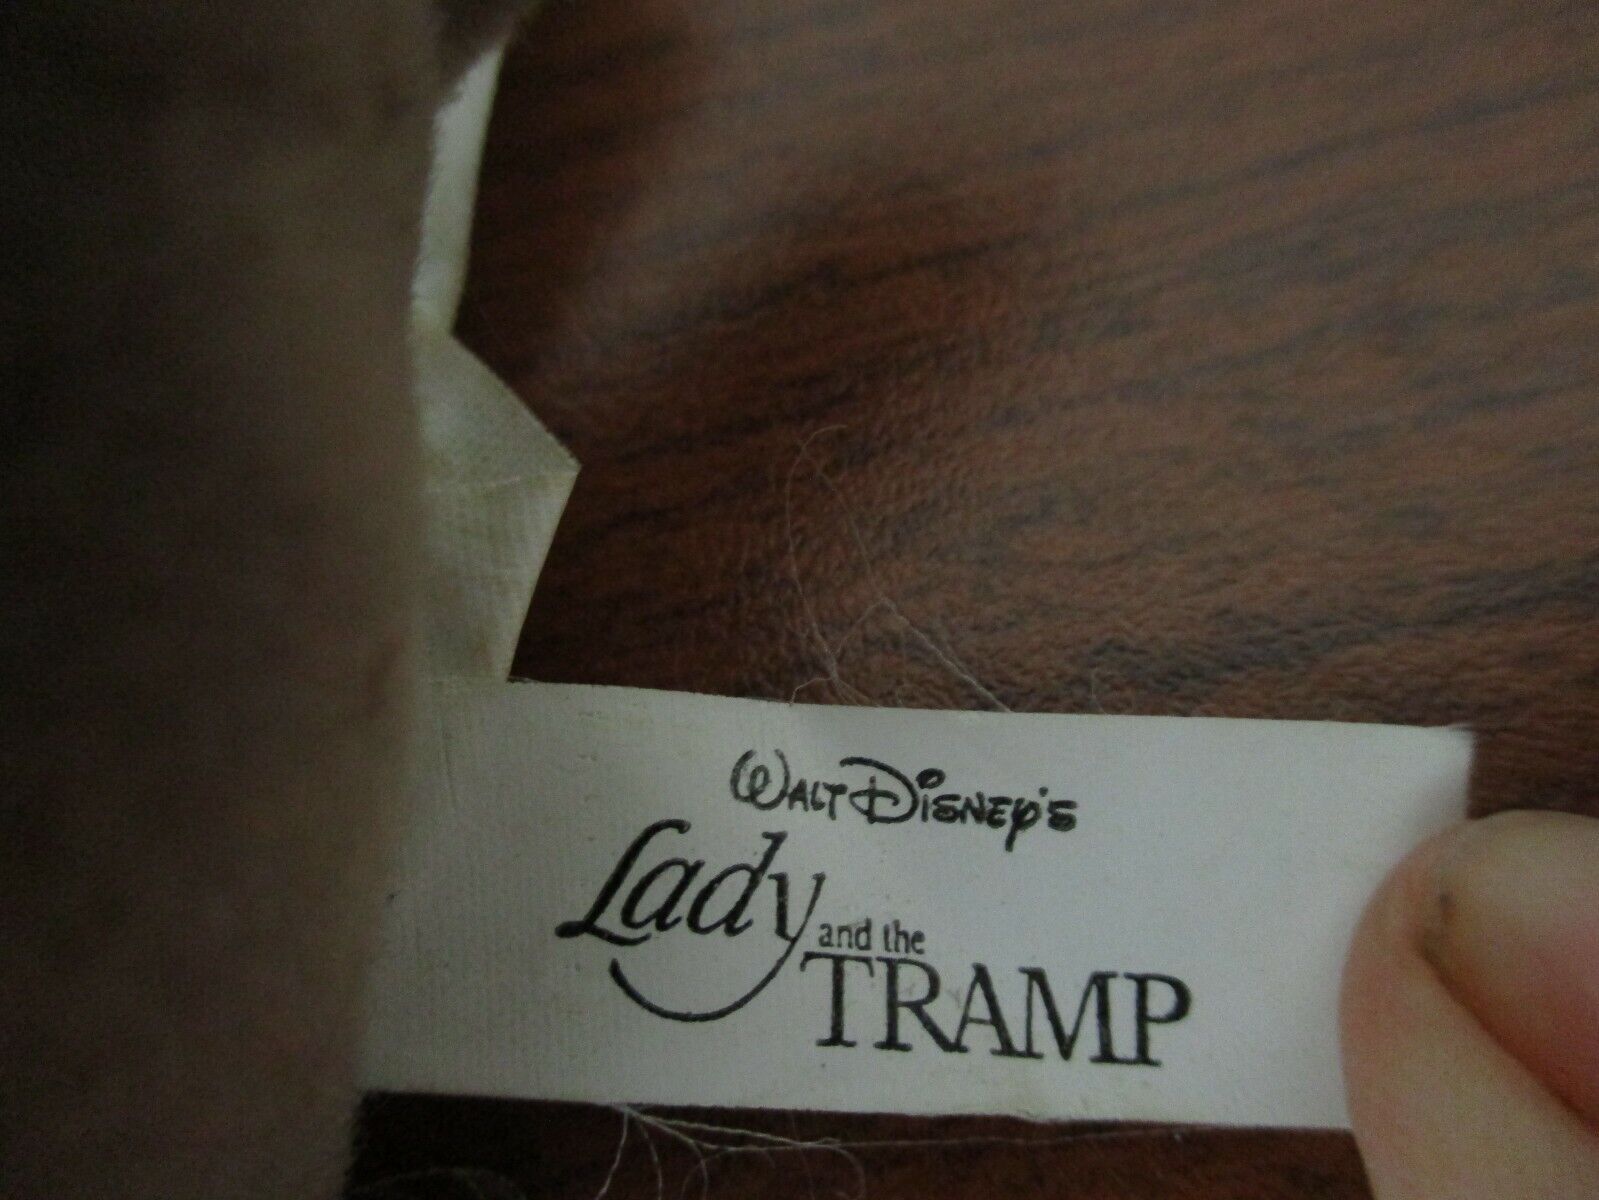 WALT DISNEY'S
Lady and the
TRAMP